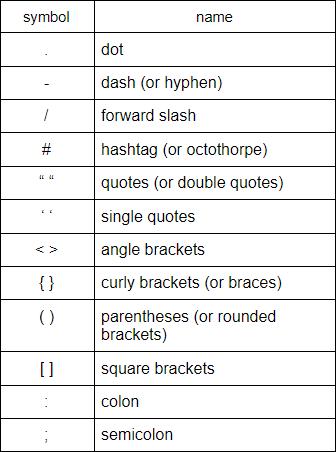 symbol name
. dot
- dash (or hyphen)
/ forward slash
# hashtag (or octothorpe)
“ “ quotes (or double quotes)
‘ ‘ single quotes
< > angle brackets
{ } curly brackets (or braces)
( ) parentheses (or rounded
brackets)
[ ] square brackets
: colon
; semicolon